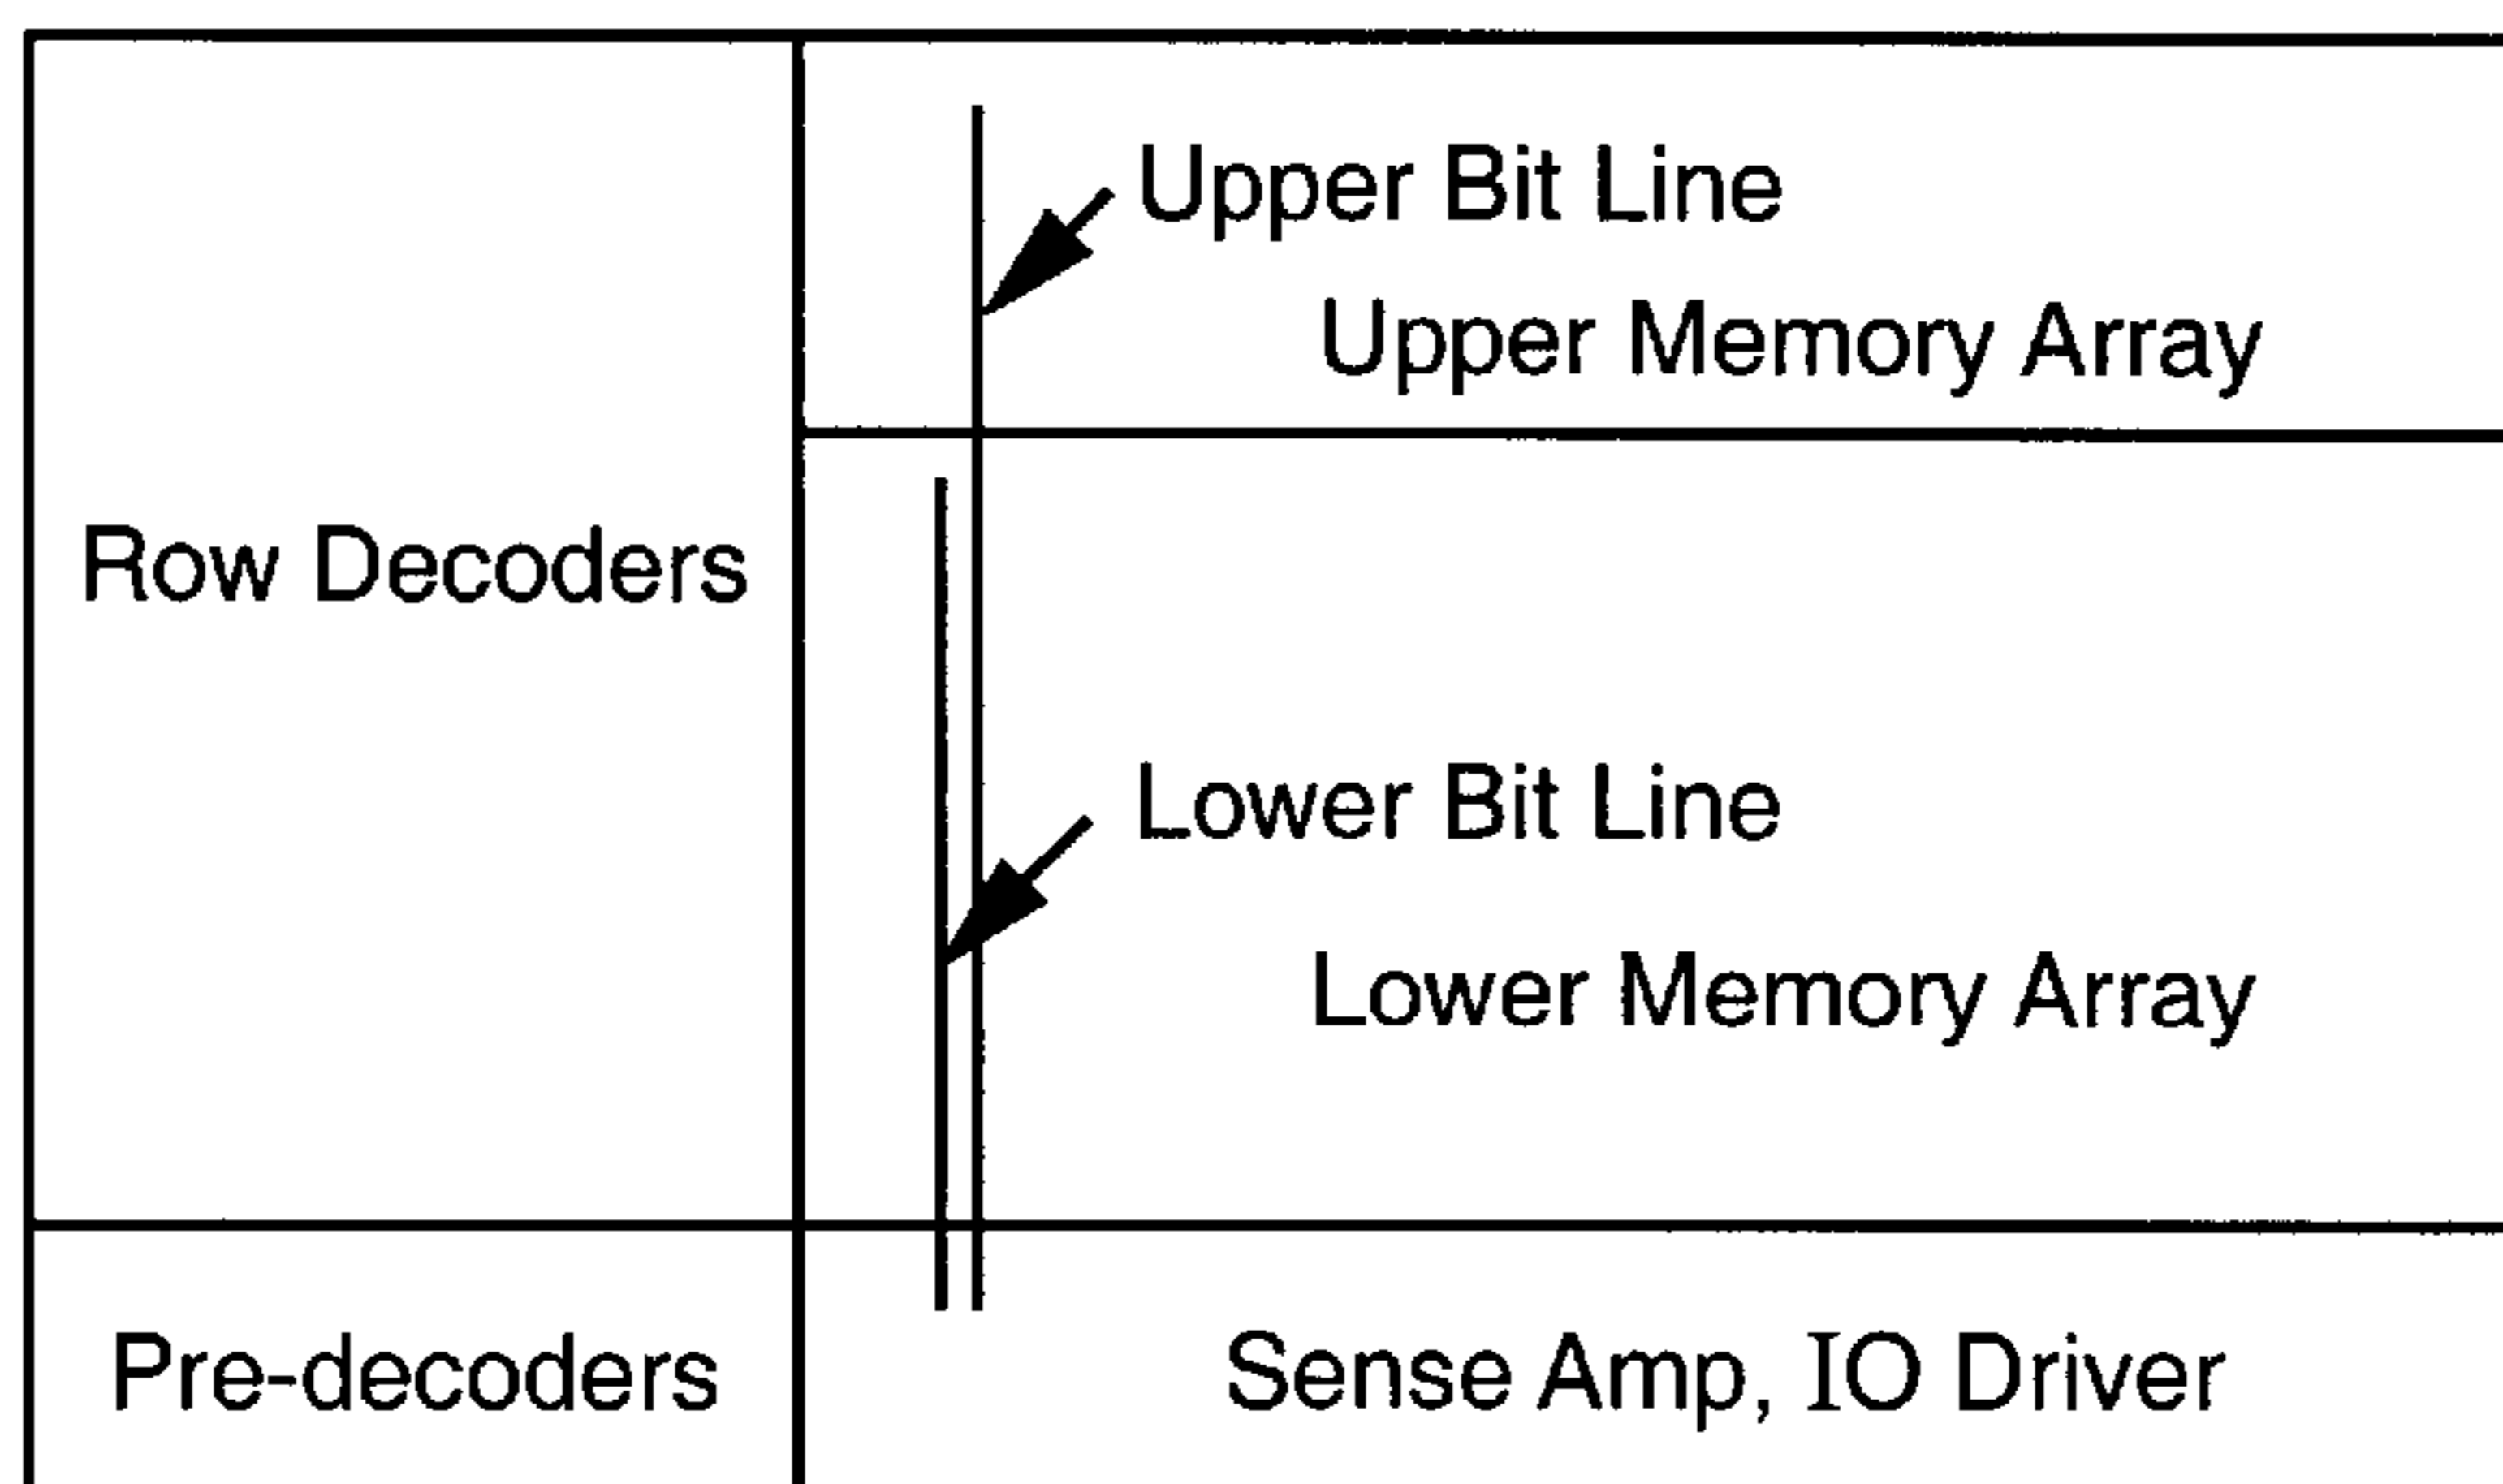 Upper Bit Line
Upper Memory Array
Row Decoders
Lower Bit Line
Lower Memory Array
Pre-decoders
Sense Amp, IO Driver